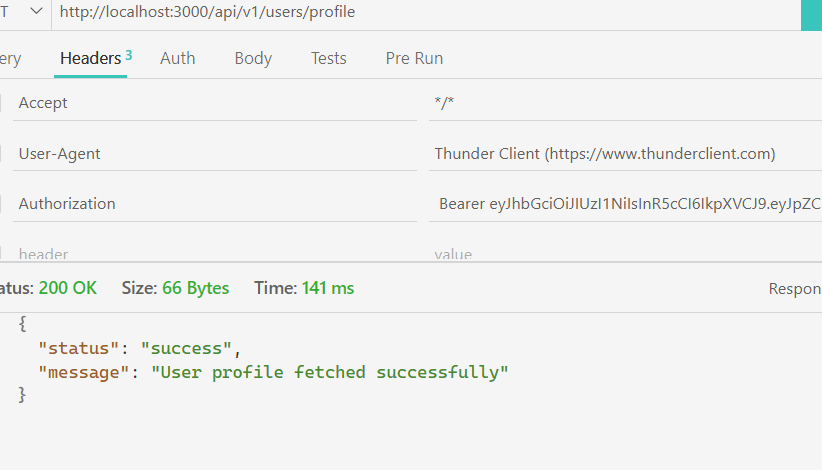 T http://localhost:3000/api/v1/users/profile
ery Headers 3 Auth Body Tests Pre Run
Accept */*
User-Agent Thunder Client (https://www.thunderclient.com)
Authorization Bearer eyJhbGciOiJIUzI1NiIsInR5cCI6IkpXVCJ9.eyJpZC
header value
atus: 200 OK Size: 66 Bytes Time: 141 ms Respon
{
"status": "success",
"message": "User profile fetched successfully"
}